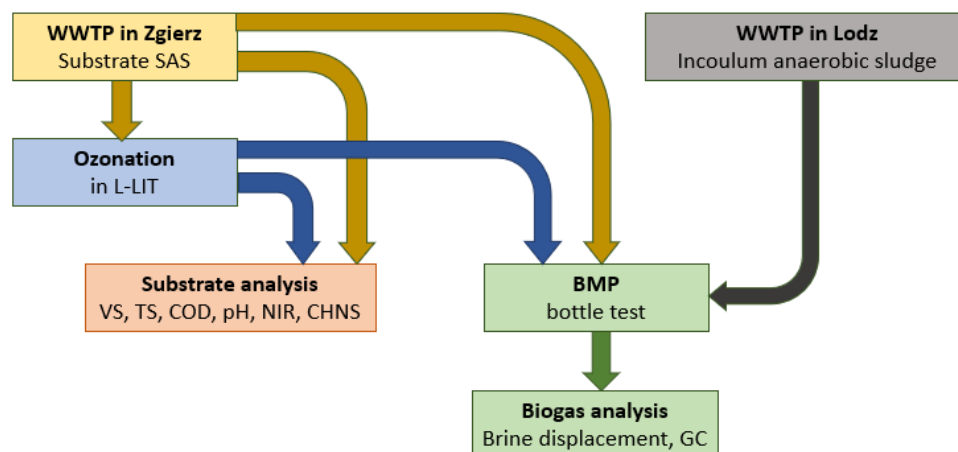 WWTP in Zgierz
Substrate SAS
WWTP in Lodz
Incoulum anaerobic sludge
Ozonation
in L-LIT
Substrate analysis
VS, TS, COD, pH, NIR, CHNS
BMP
bottle test
Biogas analysis
Brine displacement, GC